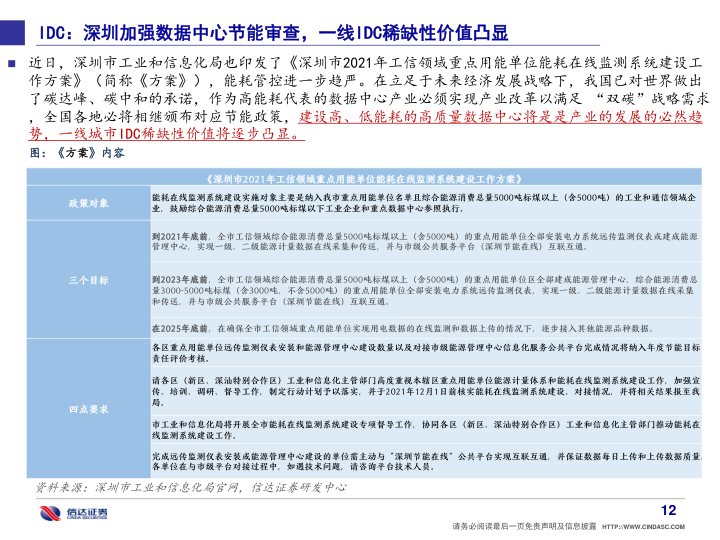 IDC：深圳加强数据中心节能审查，一线IDC稀缺性价值凸显
■ 近日，深圳市工业和信息化局也印发了《深圳市2021年工信领域重点用能单位能耗在线监测系统建设工
作方案》（简称《方案》），能耗管控进一步趋严。在立足于未来经济发展战略下，我国已对世界做出
了碳达峰、碳中和的承诺，作为高能耗代表的数据中心产业必须实现产业改革以满足 “双碳”战略需求
，全国各地必将相继颁布对应节能政策，建设高、低能耗的高质量数据中心将是是产业的发展的必然趋
势，一线城市IDC稀缺性价值将逐步凸显。
图：《方案》内容
《深圳市2021年工信领域重点用能单位能耗在线监测系统建设工作方案》
政策对象
能耗在线监测系统建设实施对象主要是纳入我市重点用能单位名单且综合能源消费总量5000吨标煤以上（含5000吨）的工业和通信领域企
业，鼓励综合能源消费总量5000吨标煤以下工业企业和重点数据中心参照执行。
三个目标
到2021年底前，全市工信领域综合能源消费总量5000吨标煤以上（含5000吨）的重点用能单位全部安装电力系统远传监测仪表或建成能源
管理中心，实现一级、二级能源计量数据在线采集和传送，并与市级公共服务平台（深圳节能在线）互联互通。
到2023年底前，全市工信领域综合能源消费总量5000吨标煤以上（含5000吨）的重点用能单位区全部建成能源管理中心，综合能源消费总
量3000-5000吨标煤（含3000吨，不含5000吨）的重点用能单位全部安装电力系统远传监测仪表，实现一级、二级能源计量数据在线采集
和传送，并与市级公共服务平台（深圳节能在线）互联互通。
在2025年底前，在确保全市工信领域重点用能单位实现用电数据的在线监测和数据上传的情况下，逐步接入其他能源品种数据。
四点要求
各区重点用能单位远传监测仪表安装和能源管理中心建设数量以及对接市级能源管理中心信息化服务公共平台完成情况将纳入年度节能目标
责任评价考核。
请各区（新区、深汕特别合作区）工业和信息化主管部门高度重视本辖区重点用能单位能源计量体系和能耗在线监测系统建设工作，加强宣
传、培训、调研、督导工作，制定行动计划予以落实，并于2021年12月1日前核实能耗在线监测系统建设、对接情况，并将相关结果报至我
局。
市工业和信息化局将开展全市能耗在线监测系统建设专项督导工作，协同各区（新区、深汕特别合作区）工业和信息化主管部门推动能耗在
线监测系统建设工作。
完成远传监测仪表安装或能源管理中心建设的单位需主动与“深圳节能在线”公共平台实现互联互通，并保证数据每日上传和上传数据质量，
各单位在与市级平台对接过程中，如遇技术问题，请咨询平台技术人员。
资料来源：深圳市工业和信息化局官网，信达证券研发中心
信达证券
CINDA SECURITIES
12
请务必阅读最后一页免责声明及信息披露 HTTP://WWW.CINDASC.COM